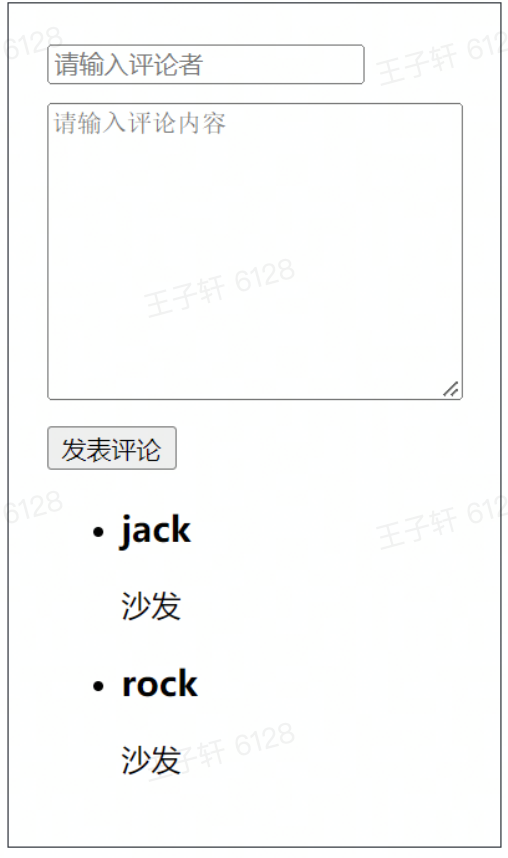 请输入评论者
请输入评论内容
发表评论
jack
沙发
rock
沙发
6128
王子轩 612
王子轩 6128
6128
王子轩 612
王子轩 6128